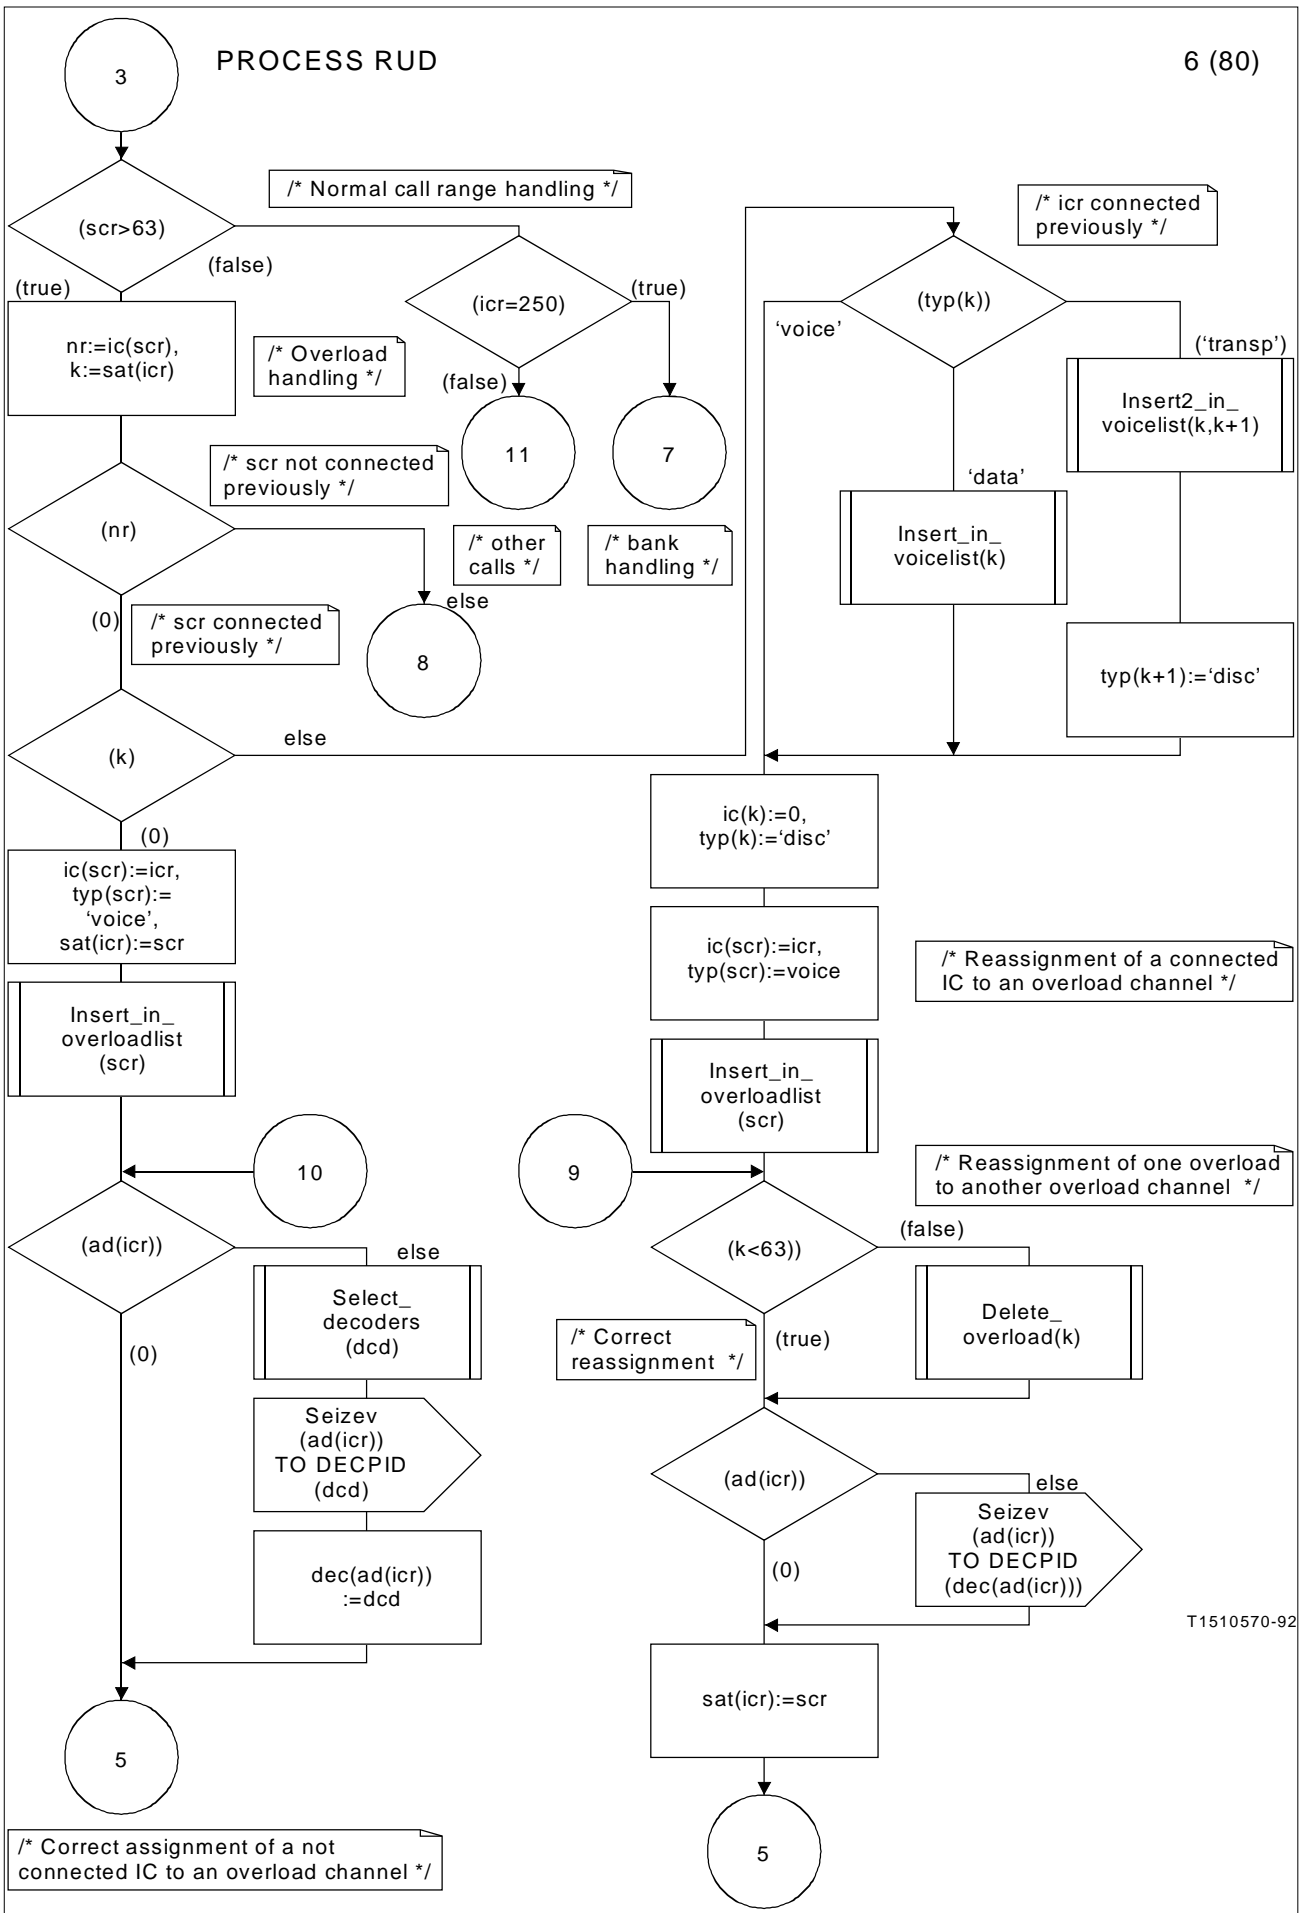 PROCESS RUD
6 (80)
3
/* Normal call range handling */
(scr>63)
(false)
(true)
nr:=ic(scr),
k:=sat(icr)
/* Overload
handling */
(icr=250)
(true)
(false)
11
7
/* scr not connected
previously */
(nr)
/* other
calls */
/* bank
handling */
else
(0)
/* scr connected
previously */
8
(k)
else
(0)
ic(scr):=icr,
typ(scr):=
‘voice’,
sat(icr):=scr
Insert_in_
overloadlist
(scr)
10
(ad(icr))
else
(0)
Select_
decoders
(dcd)
Seizev
(ad(icr))
TO DECPID
(dcd)
dec(ad(icr))
:=dcd
5
/* Correct assignment of a not
connected IC to an overload channel */
/* icr connected
previously */
(typ(k))
‘voice’
(‘transp’)
Insert2_in_
voicelist(k,k+1)
‘data’
Insert_in_
voicelist(k)
typ(k+1):=‘disc’
ic(k):=0,
typ(k):=‘disc’
ic(scr):=icr,
typ(scr):=voice
/* Reassignment of a connected
IC to an overload channel */
Insert_in_
overloadlist
(scr)
9
/* Reassignment of one overload
to another overload channel */
(k<63))
(false)
Delete_
overload(k)
/* Correct
reassignment */
(true)
(ad(icr))
else
Seizev
(ad(icr))
TO DECPID
(dec(ad(icr)))
(0)
T1510570-92
sat(icr):=scr
5